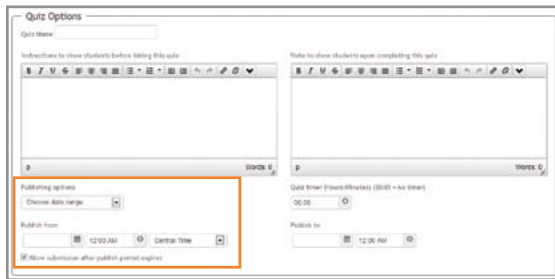 Quiz Options
Quiz Name
Instructions to show students before taking this quiz
Note to show students upon completing this quiz
B I U S
B I U S
p Words: 0
p Words: 0
Publishing options
Quiz timer (Hours:Minutes) (00:00 = no timer)
Choose date range
00:00
Publish from
Publish to
12:00 AM Central Time
12:00 AM
Allow submission after publish period expires